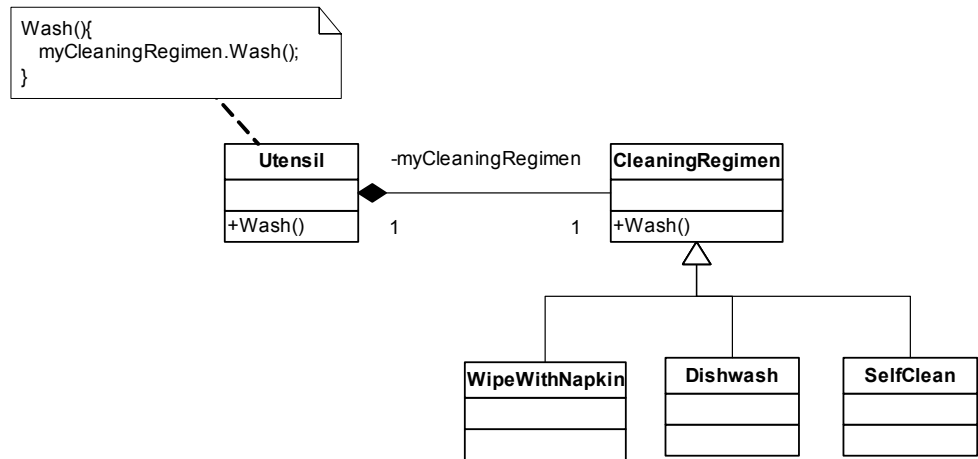 Wash(){
myCleaningRegimen.Wash();
}
Utensil
-myCleaningRegimen
CleaningRegimen
+Wash()
1
1
+Wash()
WipeWithNapkin
Dishwash
SelfClean